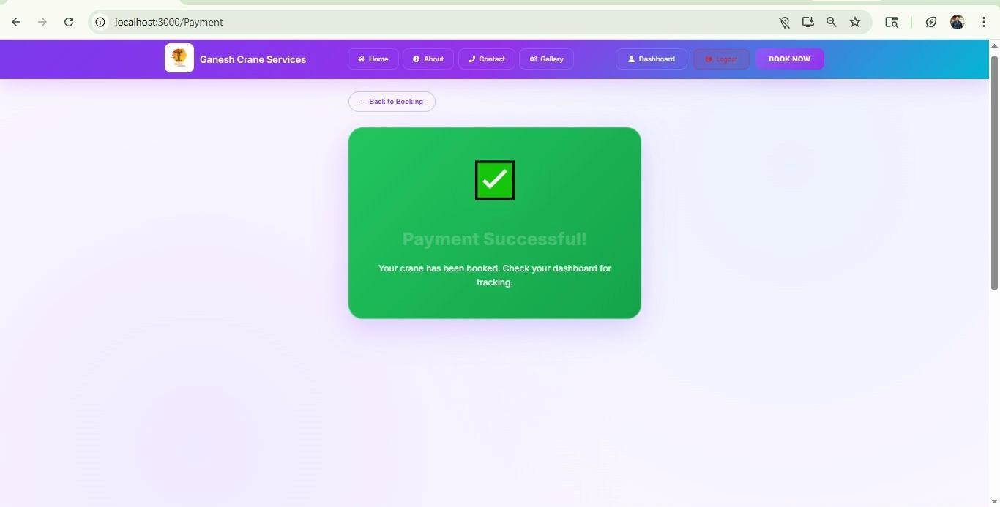 localhost:3000/Payment
Ganesh Crane Services
Home
About
Contact
Gallery
Dashboard
Logout
BOOK NOW
← Back to Booking
Payment Successful!
Your crane has been booked. Check your dashboard for
tracking.